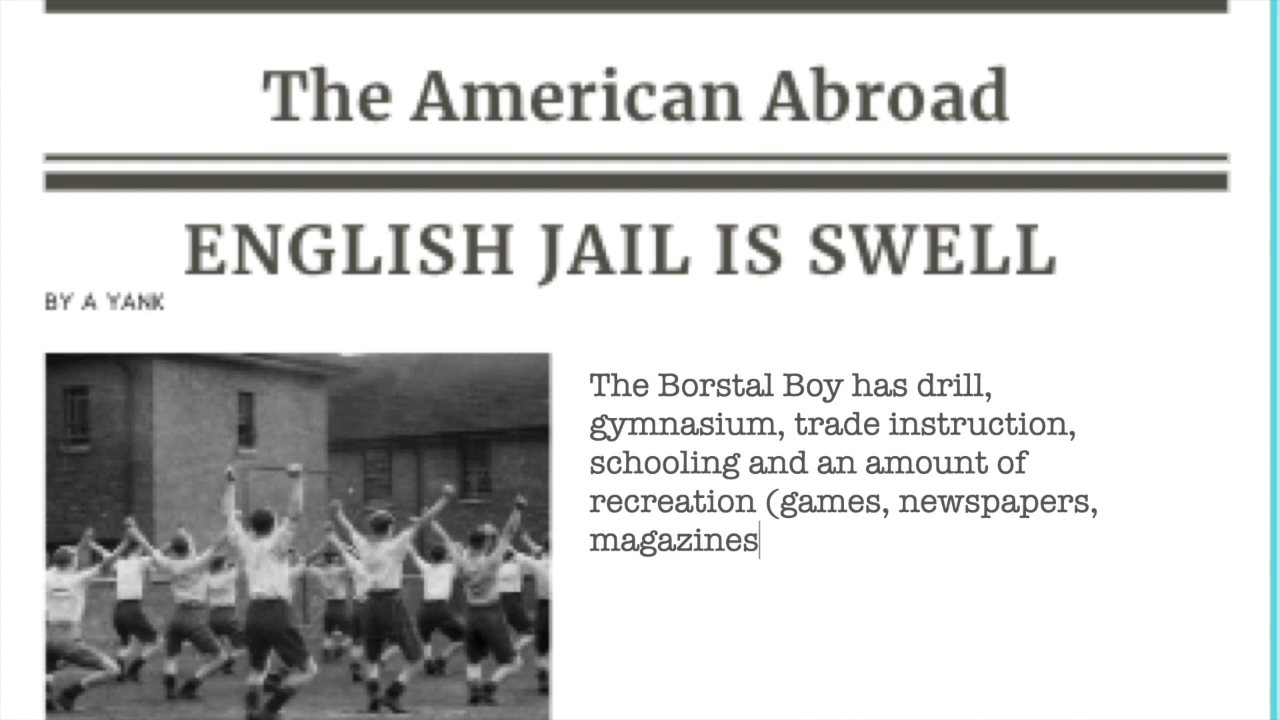 The American Abroad
ENGLISH JAIL IS SWELL
BY A YANK
The Borstal Boy has drill,
gymnasium, trade instruction,
schooling and an amount of
recreation (games, newspapers,
magazines